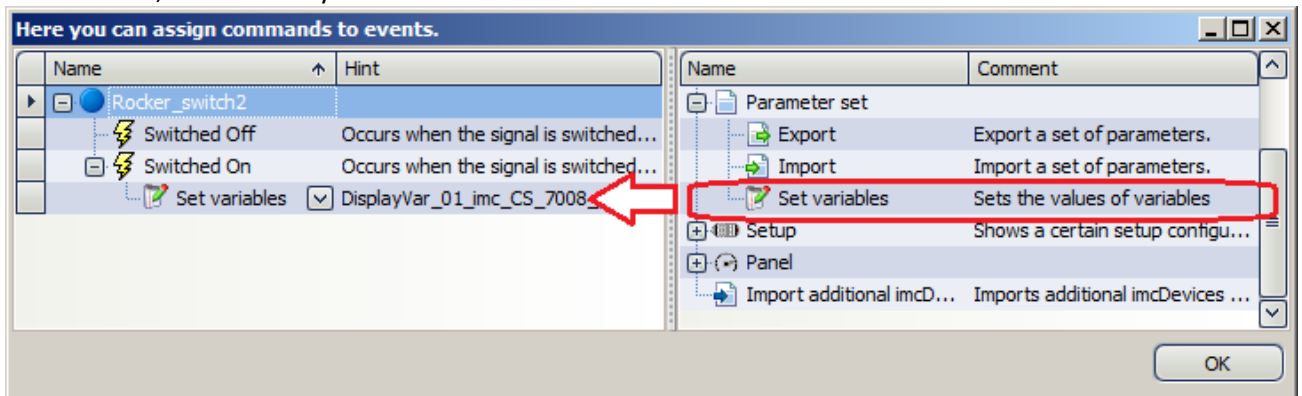 Here you can assign commands to events.
Name Hint Name Comment
Rocker_switch2 Parameter set
Switched Off Occurs when the signal is switched... Export Export a set of parameters.
Switched On Occurs when the signal is switched... Import Import a set of parameters.
Set variables DisplayVar_01_imc_CS_7008_ Set variables Sets the values of variables
Setup Shows a certain setup configu...
Panel
Import additional imcD... Imports additional imcDevices ...
OK